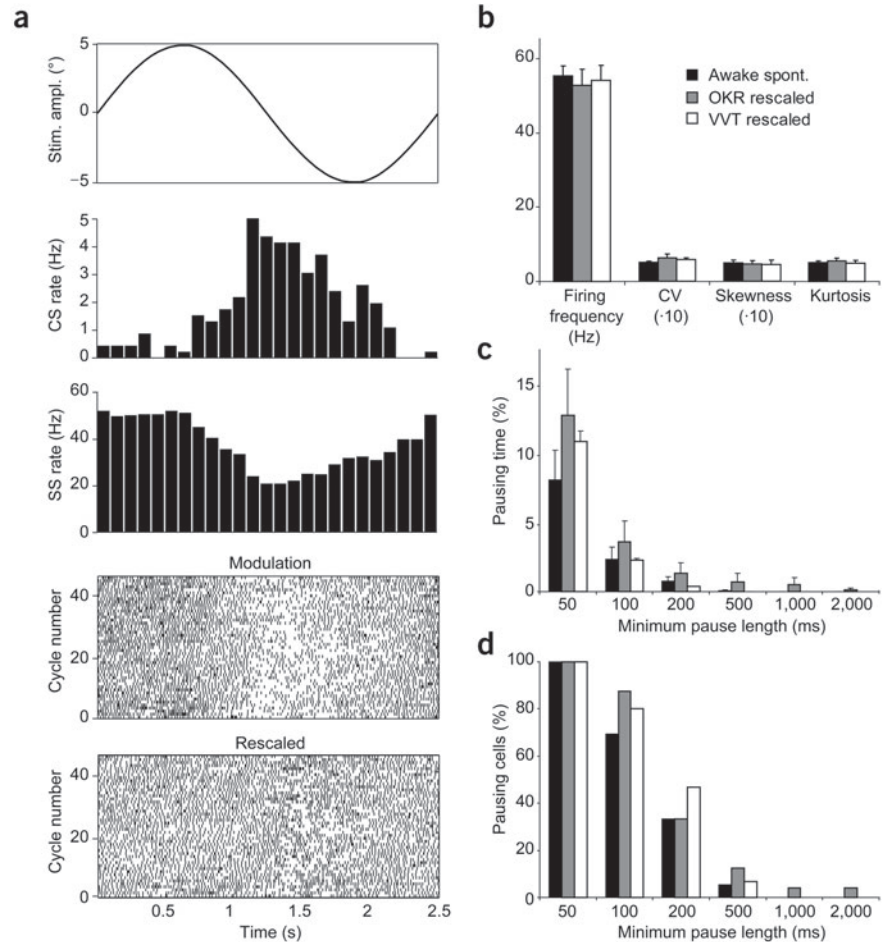 a
Stim. ampl. (°)
5
0
−5
CS rate (Hz)
5
4
3
2
1
0
SS rate (Hz)
60
40
20
0
Modulation
Cycle number
40
20
0
Rescaled
Cycle number
40
20
0
0.5 1 1.5 2 2.5
Time (s)
b
60
40
20
0
Awake spont.
OKR rescaled
VVT rescaled
Firing frequency (Hz)
CV (·10)
Skewness (·10)
Kurtosis
c
Pausing time (%)
15
10
5
0
50 100 200 500 1,000 2,000
Minimum pause length (ms)
d
Pausing cells (%)
100
80
60
40
20
0
50 100 200 500 1,000 2,000
Minimum pause length (ms)